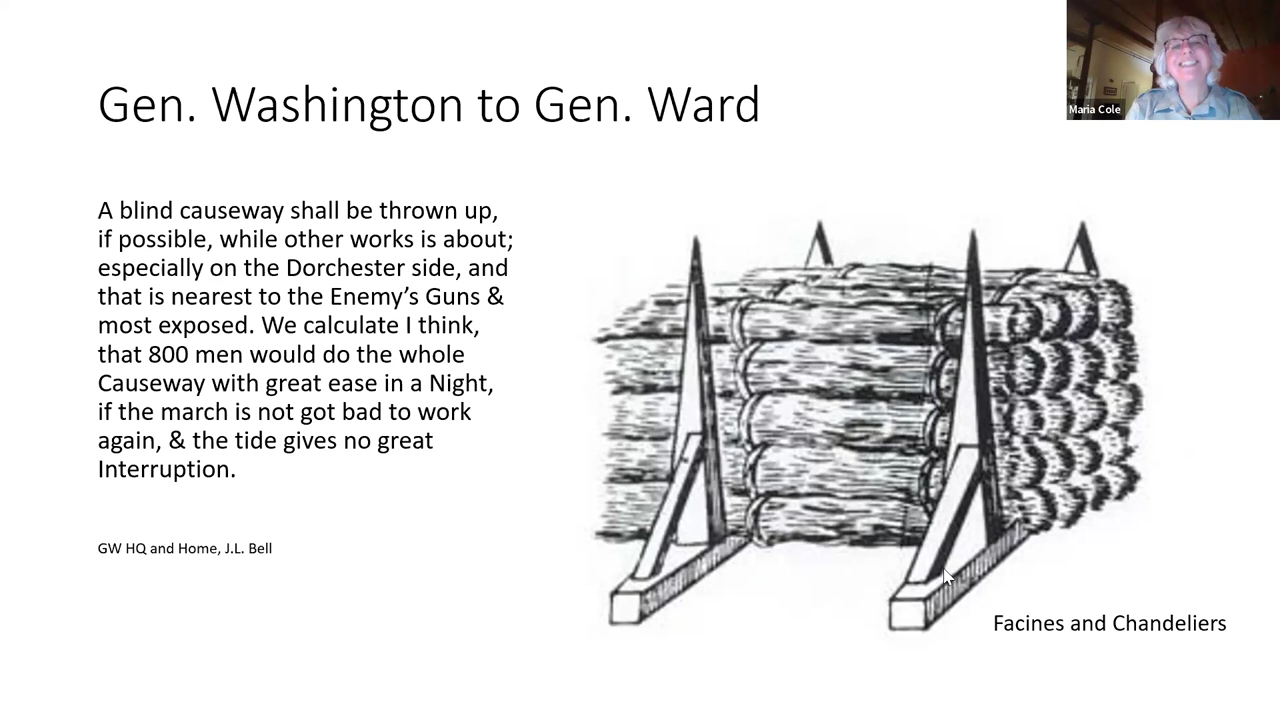 Gen. Washington to Gen. Ward
Maria Cole
A blind causeway shall be thrown up,
if possible, while other works is about;
especially on the Dorchester side, and
that is nearest to the Enemy’s Guns &
most exposed. We calculate I think,
that 800 men would do the whole
Causeway with great ease in a Night,
if the march is not got bad to work
again, & the tide gives no great
Interruption.
GW HQ and Home, J.L. Bell
Facines and Chandeliers